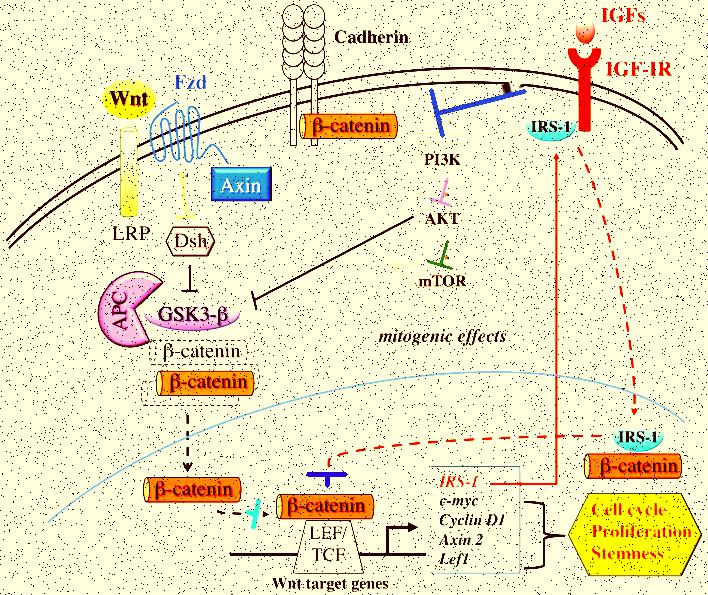 IGFs
Cadherin
IGF-IR
Fzd
Wnt
β-catenin
IRS-1
PI3K
Axin
AKT
LRP
Dsh
mTOR
APC
GSK3-β
mitogenic effects
β-catenin
β-catenin
IRS-1
β-catenin
β-catenin
IRS-1
β-catenin
c-myc
Cyclin D1
Axin 2
Lef1
Cell cycle
Proliferation
Stemness
LEF/
TCF
Wnt target genes